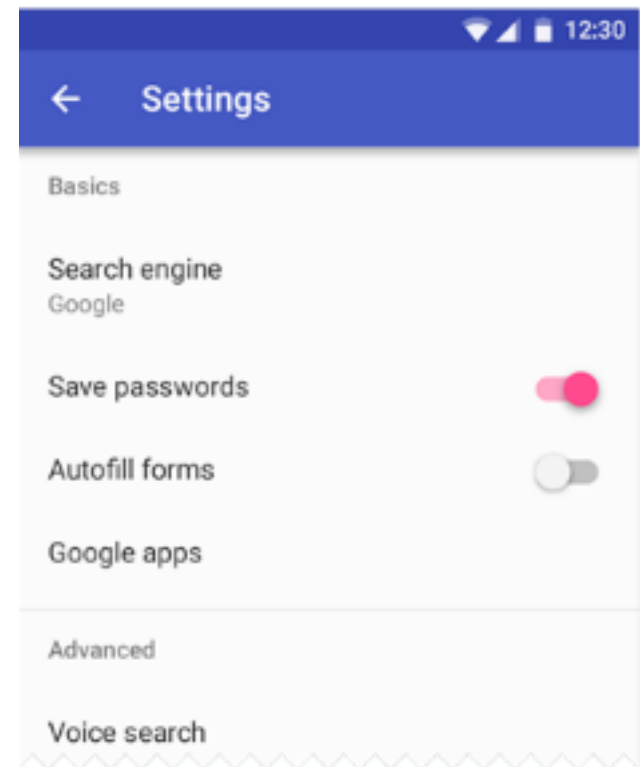 12:30
Settings
Basics
Search engine
Google
Save passwords
Autofill forms
Google apps
Advanced
Voice search